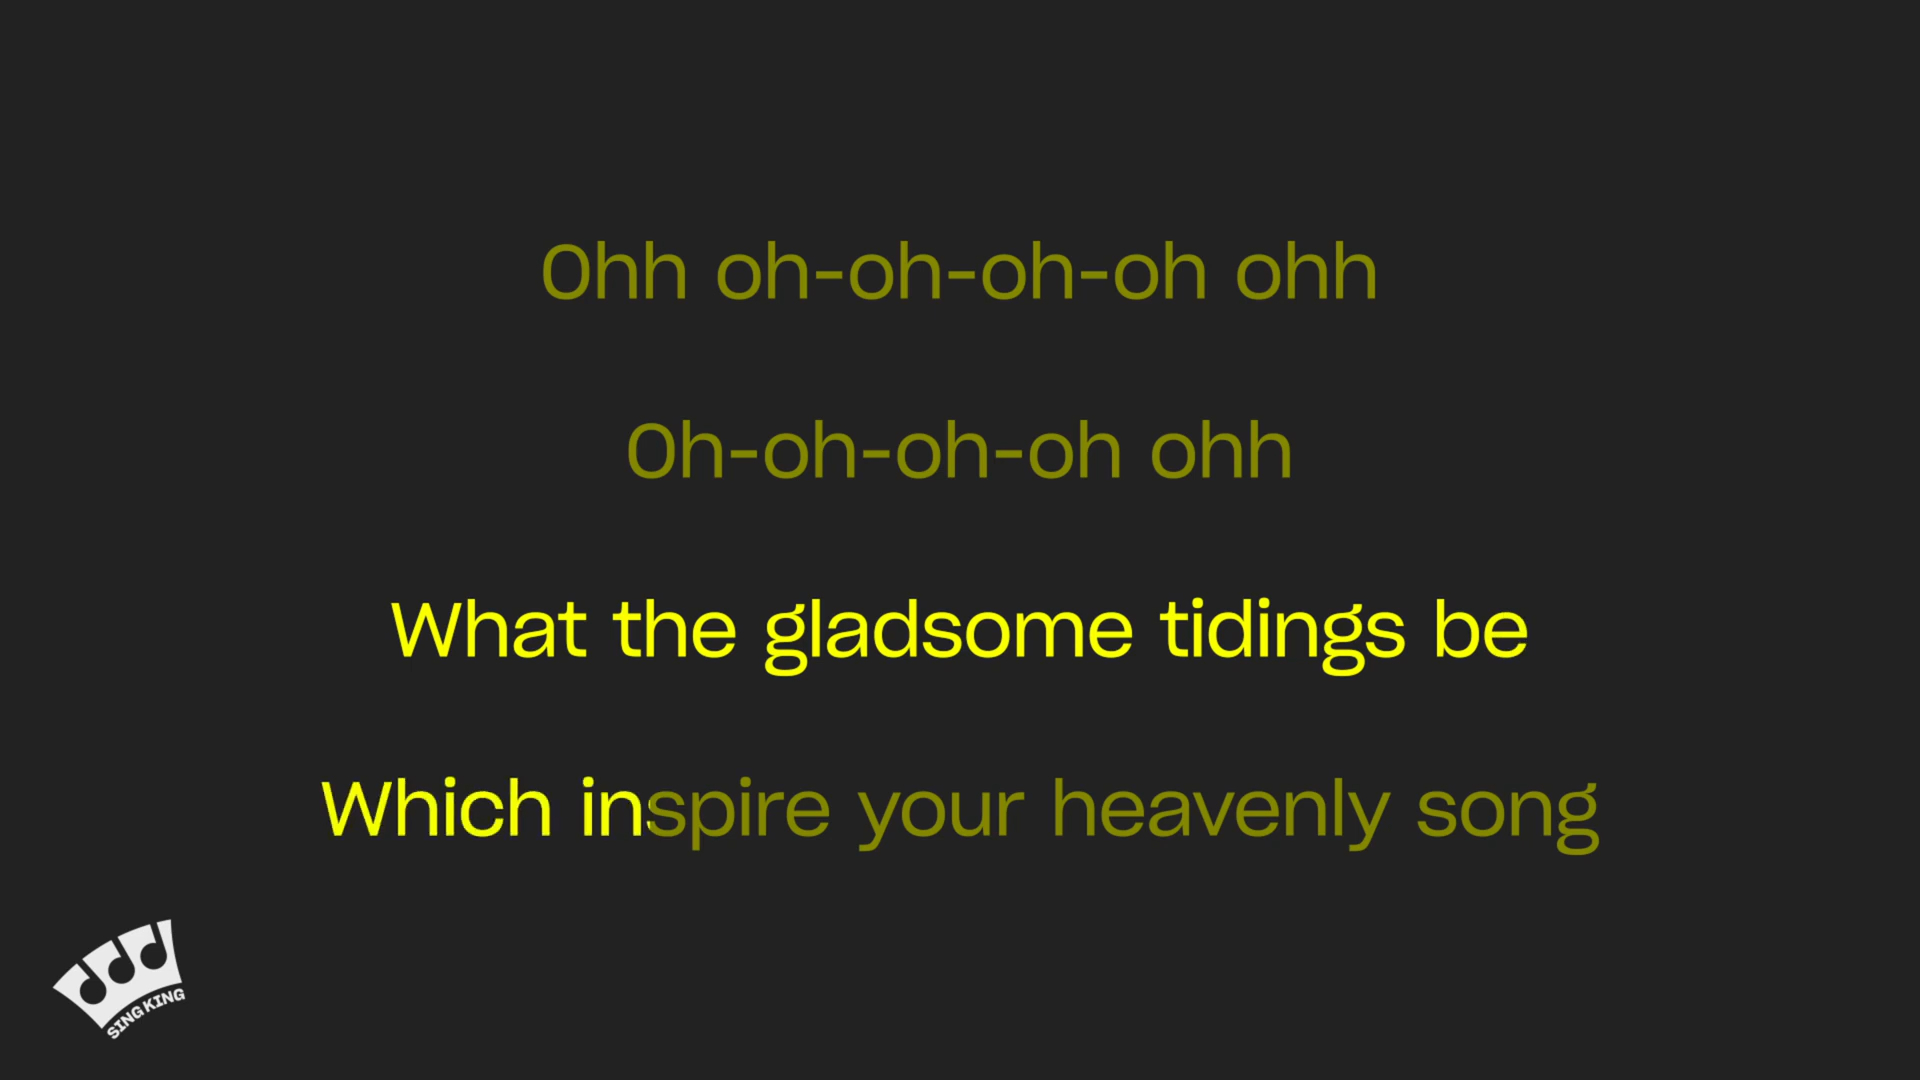 Ohh oh-oh-oh-oh ohh
Oh-oh-oh-oh ohh
What the gladsome tidings be
Which inspire your heavenly song
SING KING